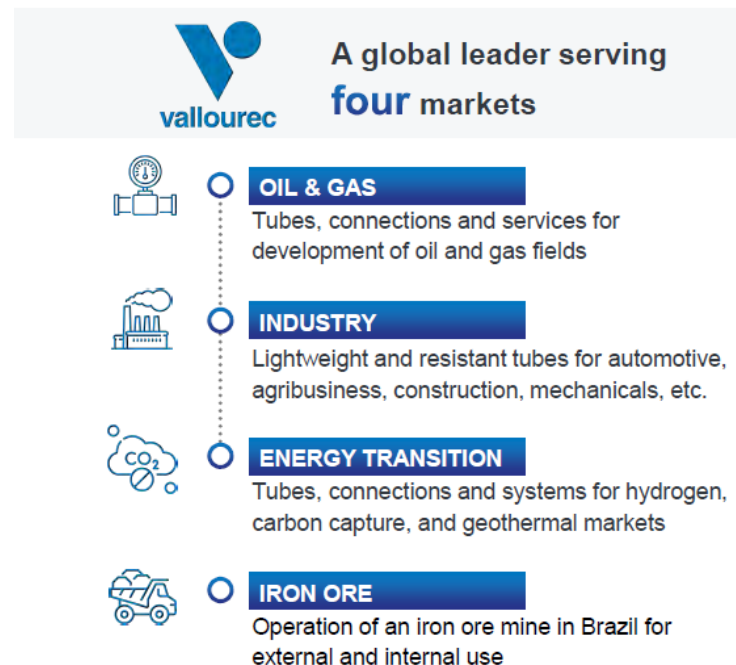 vallourec
A global leader serving
four markets
OIL & GAS
Tubes, connections and services for
development of oil and gas fields
INDUSTRY
Lightweight and resistant tubes for automotive,
agribusiness, construction, mechanicals, etc.
CO2
ENERGY TRANSITION
Tubes, connections and systems for hydrogen,
carbon capture, and geothermal markets
IRON ORE
Operation of an iron ore mine in Brazil for
external and internal use